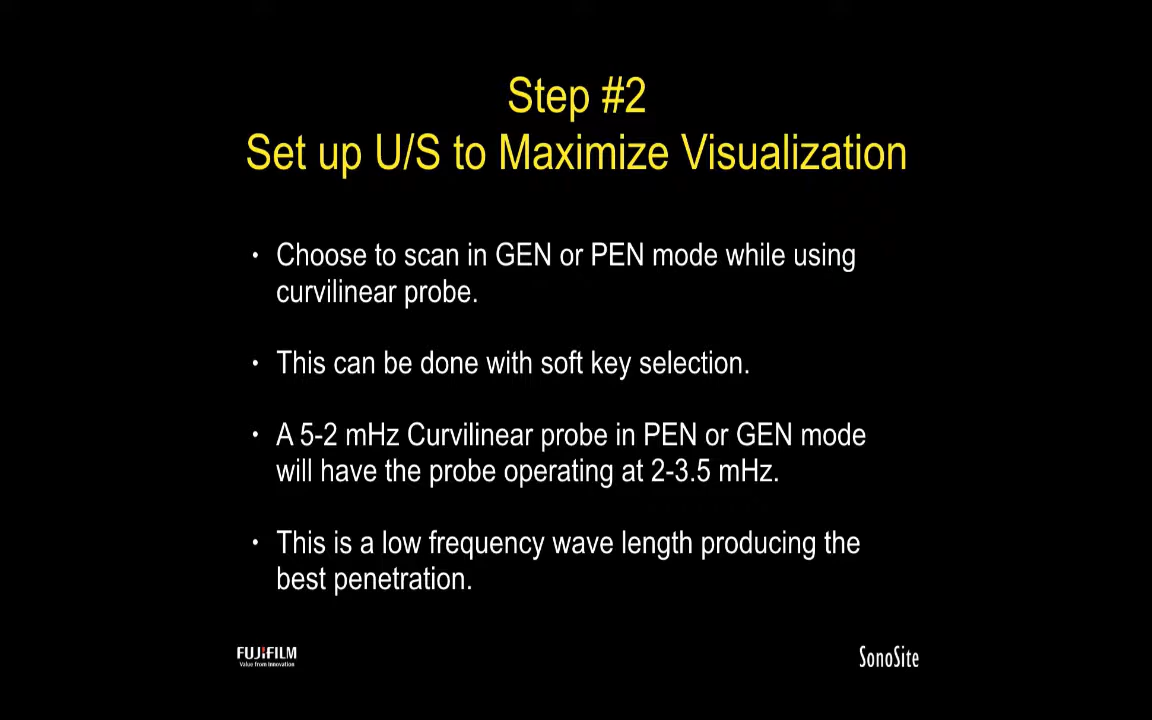 Step #2
Set up U/S to Maximize Visualization
• Choose to scan in GEN or PEN mode while using
curvilinear probe.
• This can be done with soft key selection.
• A 5-2 mHz Curvilinear probe in PEN or GEN mode
will have the probe operating at 2-3.5 mHz.
• This is a low frequency wave length producing the
best penetration.
FUJIFILM
Value from Innovation
SonoSite